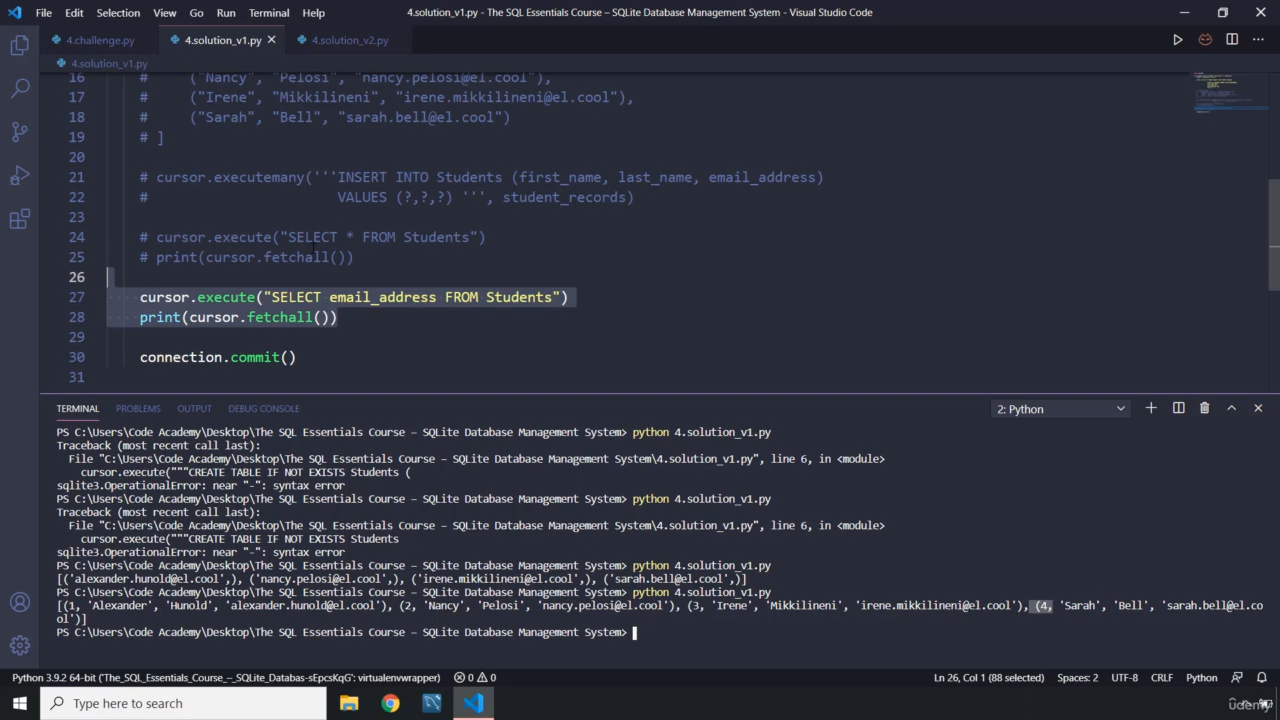 File Edit Selection View Go Run Terminal Help 4.solution_v1.py - The SQL Essentials Course – SQLite Database Management System - Visual Studio Code
4.challenge.py 4.solution_v1.py 4.solution_v2.py
4.solution_v1.py
16 # ("Nancy", "Pelosi", "nancy.pelosi@el.cool"),
17 # ("Irene", "Mikkilineni", "irene.mikkilineni@el.cool"),
18 # ("Sarah", "Bell", "sarah.bell@el.cool")
19 # ]
20
21 # cursor.executemany('''INSERT INTO Students (first_name, last_name, email_address)
22 # VALUES (?,?,?) ''', student_records)
23
24 # cursor.execute("SELECT * FROM Students")
25 # print(cursor.fetchall())
26
27 cursor.execute("SELECT email_address FROM Students")
28 print(cursor.fetchall())
29
30 connection.commit()
31
TERMINAL PROBLEMS OUTPUT DEBUG CONSOLE 2: Python
PS C:\Users\Code Academy\Desktop\The SQL Essentials Course – SQLite Database Management System> python 4.solution_v1.py
Traceback (most recent call last):
File "C:\Users\Code Academy\Desktop\The SQL Essentials Course – SQLite Database Management System\4.solution_v1.py", line 6, in <module>
cursor.execute("""CREATE TABLE IF NOT EXISTS Students (
sqlite3.OperationalError: near "-": syntax error
PS C:\Users\Code Academy\Desktop\The SQL Essentials Course – SQLite Database Management System> python 4.solution_v1.py
Traceback (most recent call last):
File "C:\Users\Code Academy\Desktop\The SQL Essentials Course – SQLite Database Management System\4.solution_v1.py", line 6, in <module>
cursor.execute("""CREATE TABLE IF NOT EXISTS Students
sqlite3.OperationalError: near "-": syntax error
PS C:\Users\Code Academy\Desktop\The SQL Essentials Course – SQLite Database Management System> python 4.solution_v1.py
[('alexander.hunold@el.cool',), ('nancy.pelosi@el.cool',), ('irene.mikkilineni@el.cool',), ('sarah.bell@el.cool',)]
PS C:\Users\Code Academy\Desktop\The SQL Essentials Course – SQLite Database Management System> python 4.solution_v1.py
[(1, 'Alexander', 'Hunold', 'alexander.hunold@el.cool'), (2, 'Nancy', 'Pelosi', 'nancy.pelosi@el.cool'), (3, 'Irene', 'Mikkilineni', 'irene.mikkilineni@el.cool'), (4, 'Sarah', 'Bell', 'sarah.bell@el.co
ol')]
PS C:\Users\Code Academy\Desktop\The SQL Essentials Course – SQLite Database Management System>
Python 3.9.2 64-bit ('The_SQL_Essentials_Course_–_SQLite_Databas-sEpcsKqG': virtualenvwrapper) 0 0 Ln 26, Col 1 (88 selected) Spaces: 2 UTF-8 CRLF Python
Type here to search
udemy